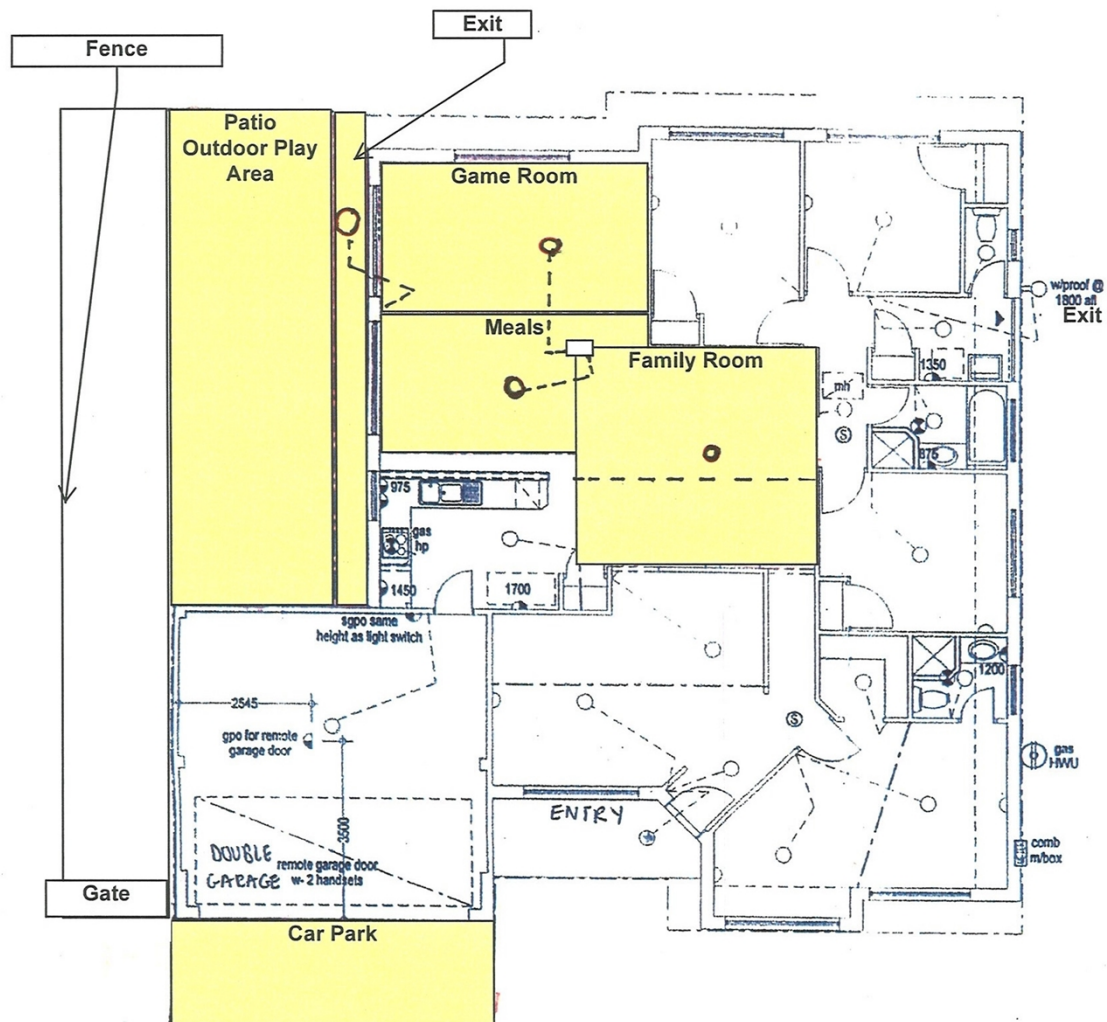 Exit
Fence
Patio
Outdoor Play
Area
Game Room
w/proof @
1800 afl
Exit
Meals
Family Room
1350
mh
S
875
975
gas
hp
1450
1700
sgpo same
height as light switch
1200
2545
gpo for remote
garage door
S
gas
HWU
3500
ENTRY
DOUBLE
GARAGE
remote garage door
w- 2 handsets
comb
m/box
Gate
Car Park